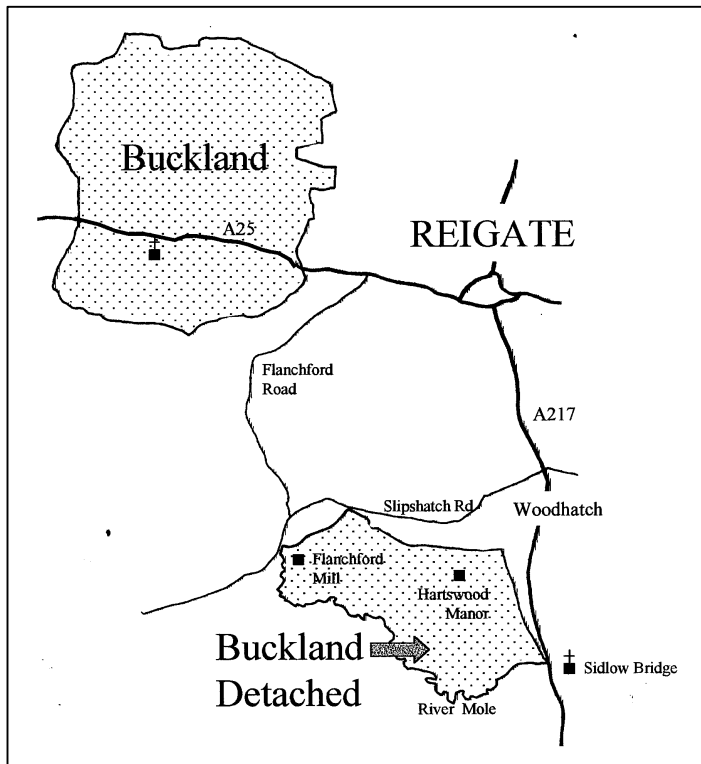 Buckland
A25
REIGATE
Flanchford
Road
A217
Slipshatch Rd
Woodhatch
Flanchford
Mill
Hartswood
Manor
Buckland
Detached
Sidlow Bridge
River Mole